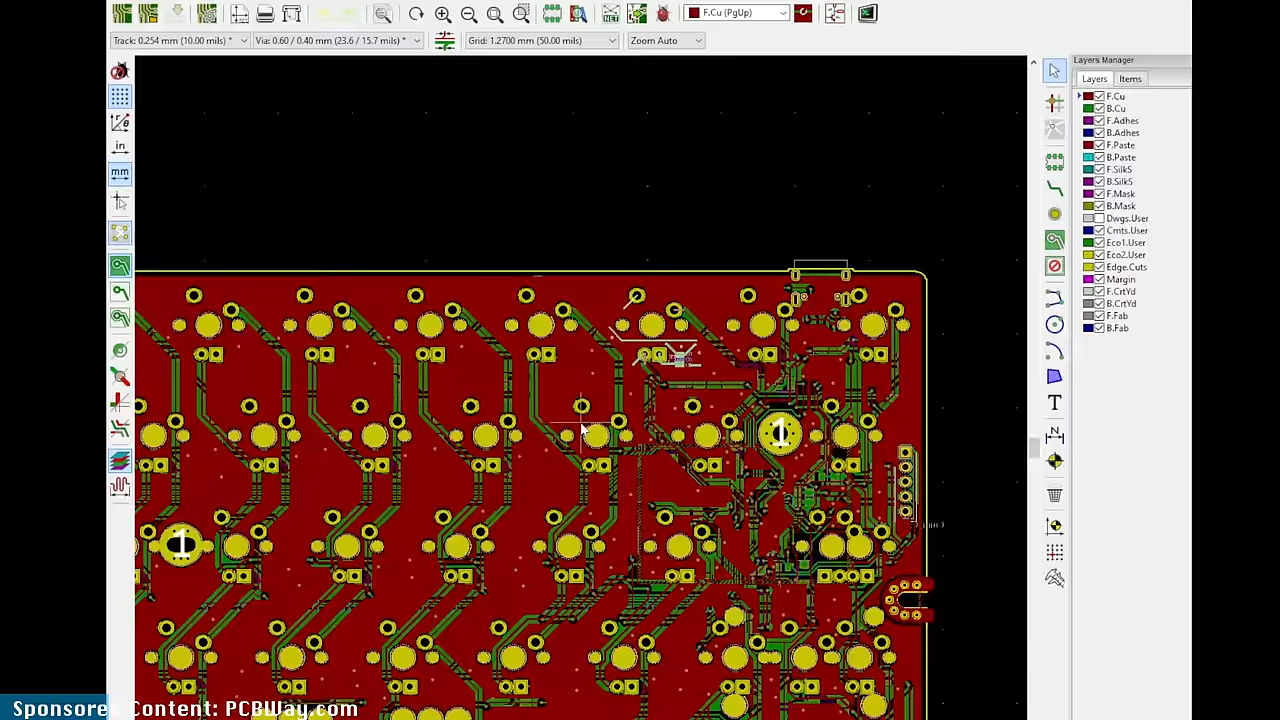 F.Cu (PgUp)
Track: 0.254 mm (10.00 mils) *
Via: 0.60 / 0.40 mm (23.6 / 15.7 mils) *
Grid: 1.2700 mm (50.00 mils)
Zoom Auto
NET
Layers Manager
Layers
Items
F.Cu
B.Cu
F.Adhes
B.Adhes
F.Paste
B.Paste
F.SilkS
B.SilkS
F.Mask
B.Mask
Dwgs.User
Cmts.User
Eco1.User
Eco2.User
Edge.Cuts
Margin
F.CrtYd
B.CrtYd
F.Fab
B.Fab
in
mm
T
N
1
1
Sponsored Content: PCBWay.com